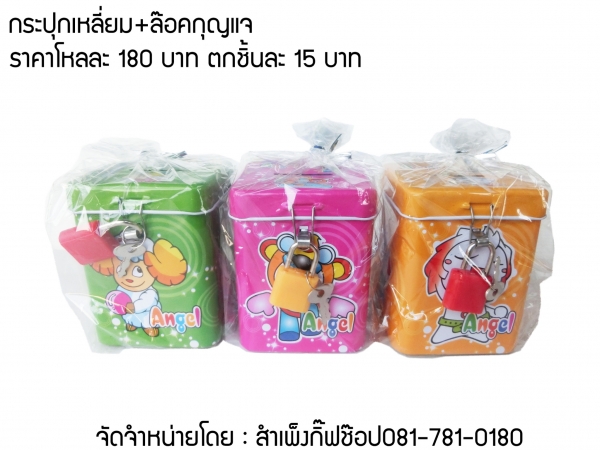 กระปุกเหลี่ยม+ล๊อคกุญแจ
ราคาโหลละ 180 บาท ตกชิ้นละ 15 บาท
Angel
Angel
Angel
จัดจำหน่ายโดย : สำเพ็งกิ๊ฟช๊อป081-781-0180